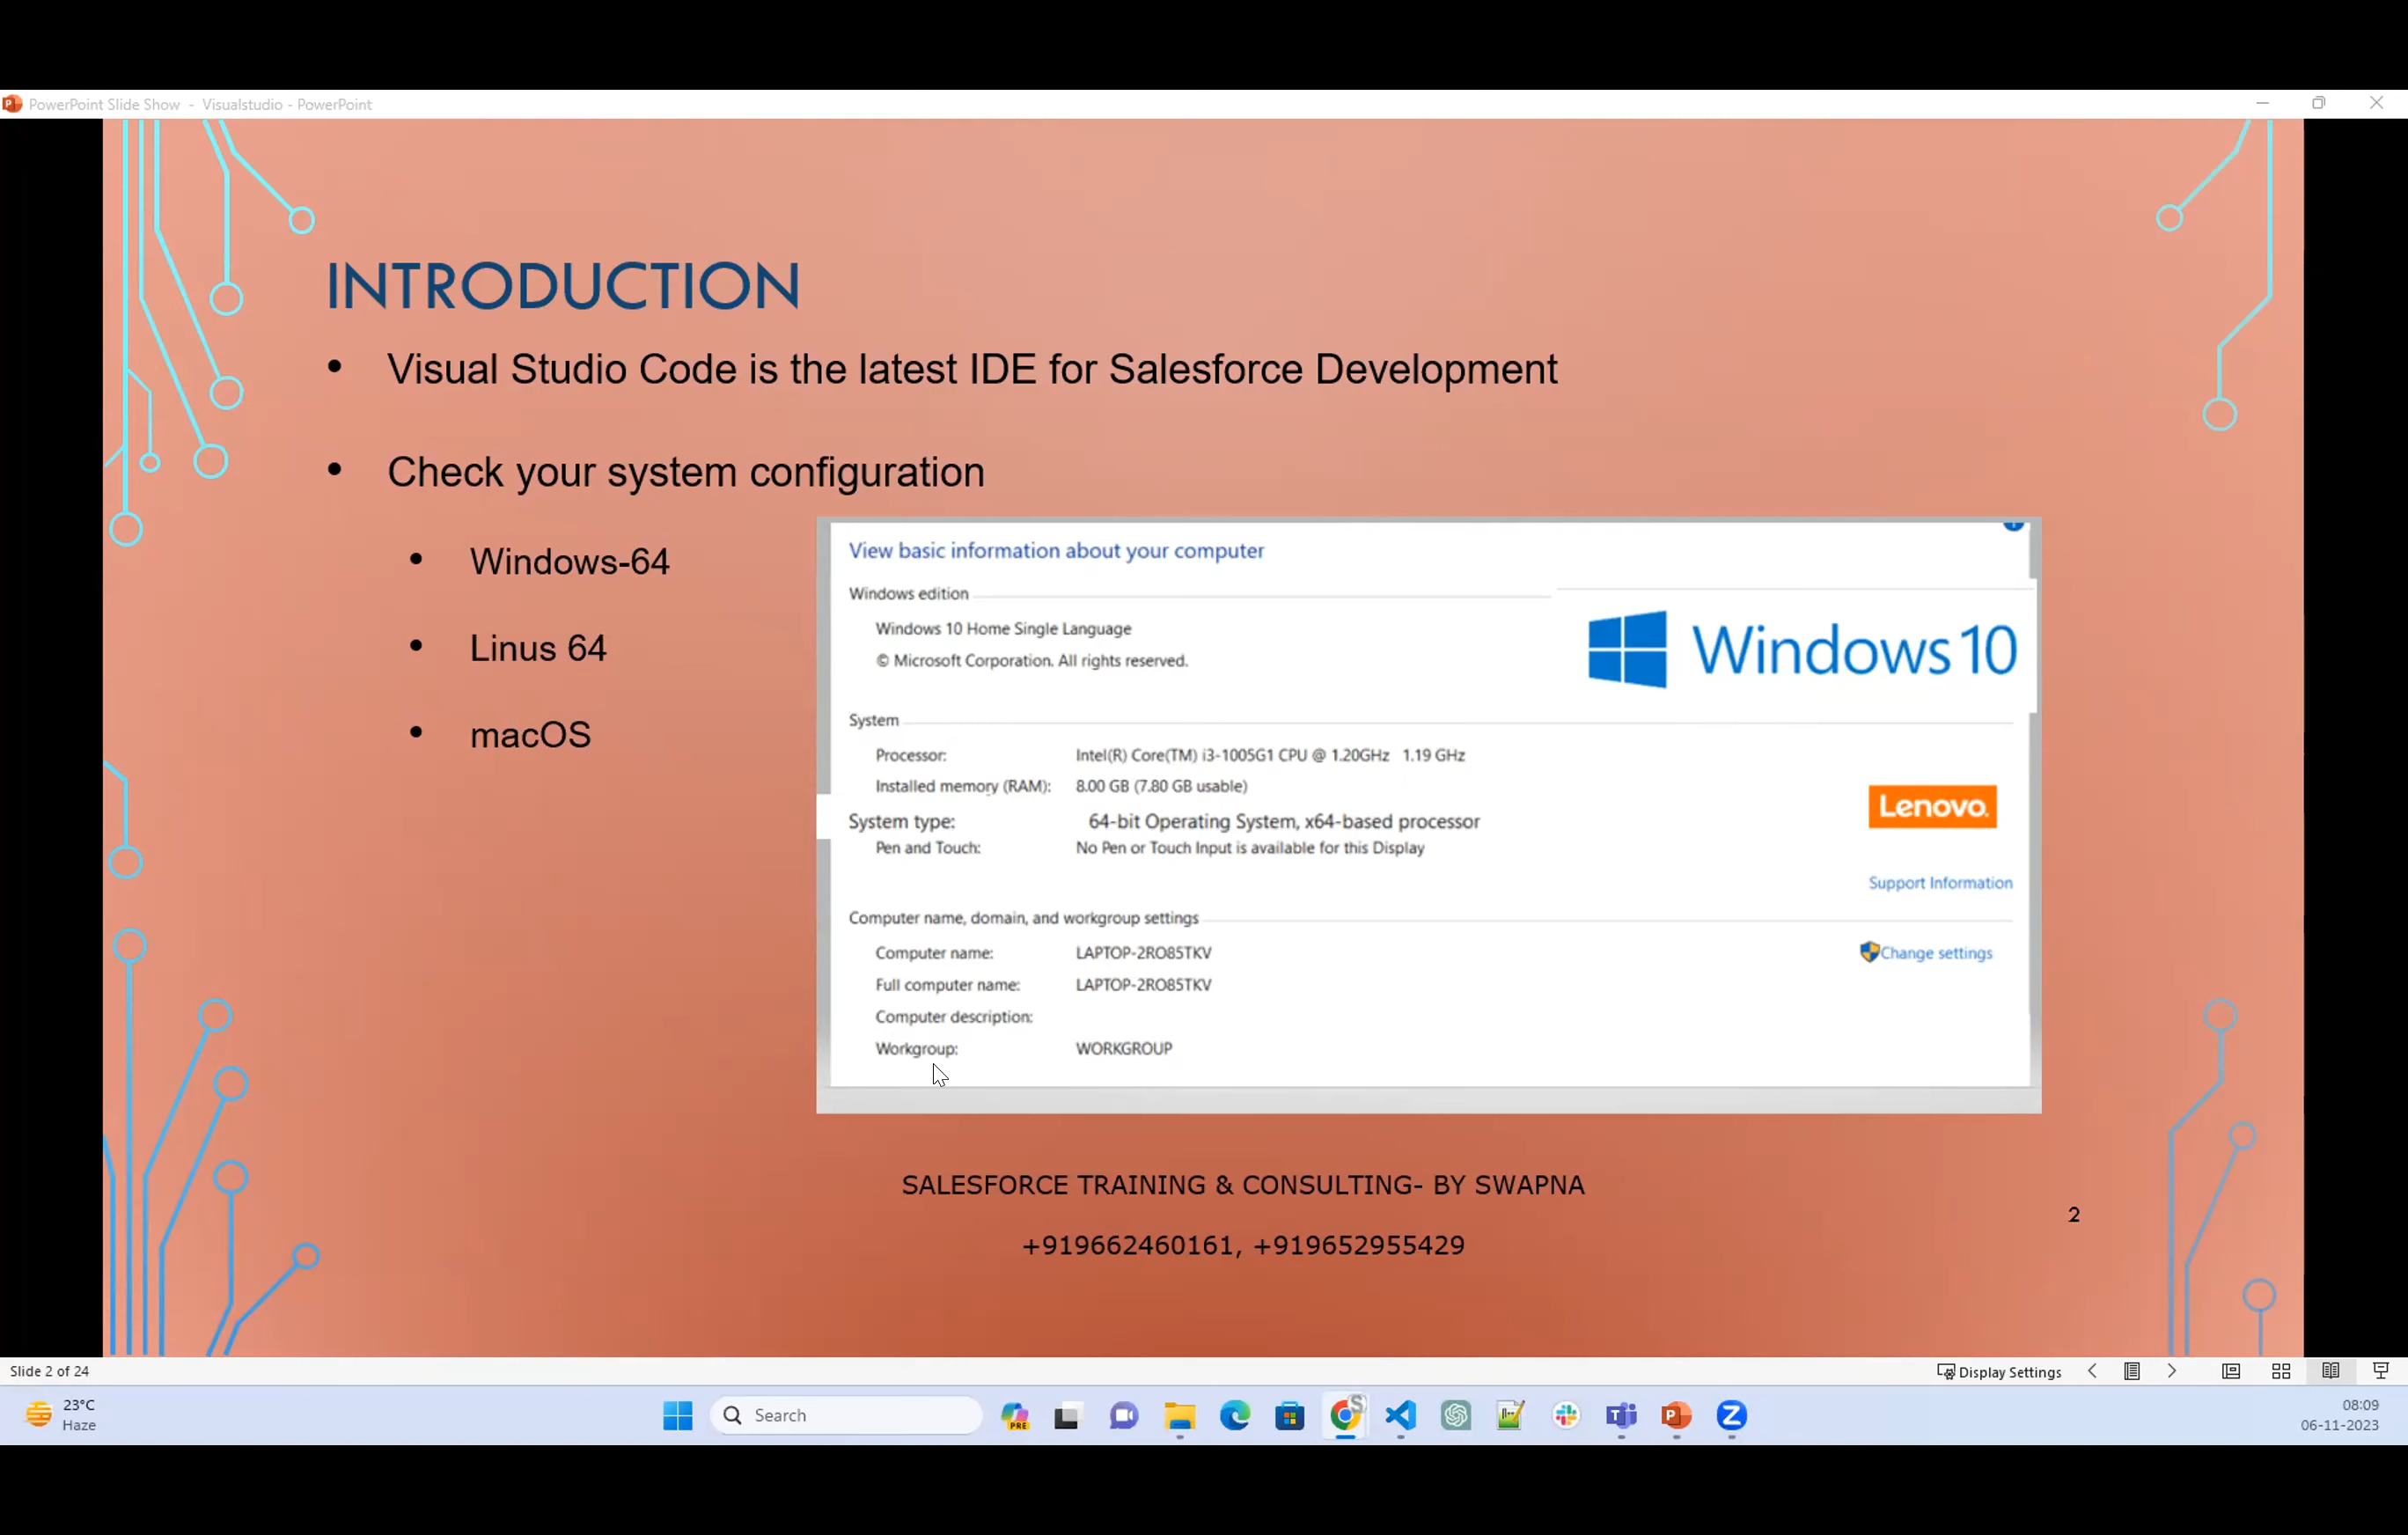 PowerPoint Slide Show - Visualstudio - PowerPoint
INTRODUCTION
• Visual Studio Code is the latest IDE for Salesforce Development
• Check your system configuration
• Windows-64
• Linus 64
• macOS
View basic information about your computer
Windows edition
Windows 10 Home Single Language
© Microsoft Corporation. All rights reserved.
Windows 10
System
Processor: Intel(R) Core(TM) i3-1005G1 CPU @ 1.20GHz 1.19 GHz
Installed memory (RAM): 8.00 GB (7.80 GB usable)
System type: 64-bit Operating System, x64-based processor
Pen and Touch: No Pen or Touch Input is available for this Display
Lenovo.
Support Information
Computer name, domain, and workgroup settings
Computer name: LAPTOP-2RO85TKV
Change settings
Full computer name: LAPTOP-2RO85TKV
Computer description:
Workgroup: WORKGROUP
SALESFORCE TRAINING & CONSULTING- BY SWAPNA
2
+919662460161, +919652955429
Slide 2 of 24
Display Settings
23°C
Haze
Search
PRE
08:09
06-11-2023